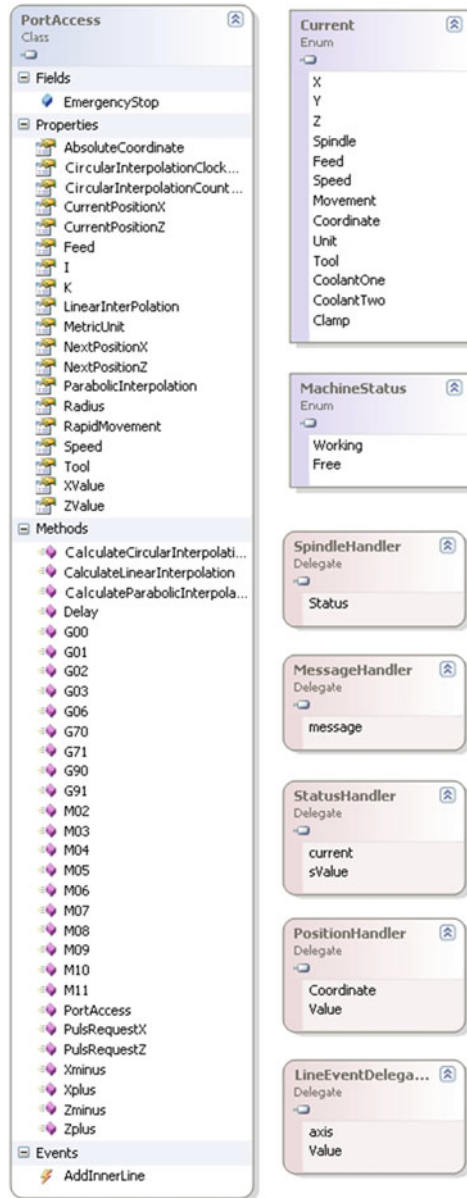 PortAccess
Class
Fields
EmergencyStop
Properties
AbsoluteCoordinate
CircularInterpolationClock...
CircularInterpolationCount...
CurrentPositionX
CurrentPositionZ
Feed
I
K
LinearInterPolation
MetricUnit
NextPositionX
NextPositionZ
ParabolicInterpolation
Radius
RapidMovement
Speed
Tool
XValue
ZValue
Methods
CalculateCircularInterpolati...
CalculateLinearInterpolation
CalculateParabolicInterpola...
Delay
G00
G01
G02
G03
G06
G70
G71
G90
G91
M02
M03
M04
M05
M06
M07
M08
M09
M10
M11
PortAccess
PulsRequestX
PulsRequestZ
Xminus
Xplus
Zminus
Zplus
Events
AddInnerLine
Current
Enum
X
Y
Z
Spindle
Feed
Speed
Movement
Coordinate
Unit
Tool
CoolantOne
CoolantTwo
Clamp
MachineStatus
Enum
Working
Free
SpindleHandler
Delegate
Status
MessageHandler
Delegate
message
StatusHandler
Delegate
current
sValue
PositionHandler
Delegate
Coordinate
Value
LineEventDelega...
Delegate
axis
Value